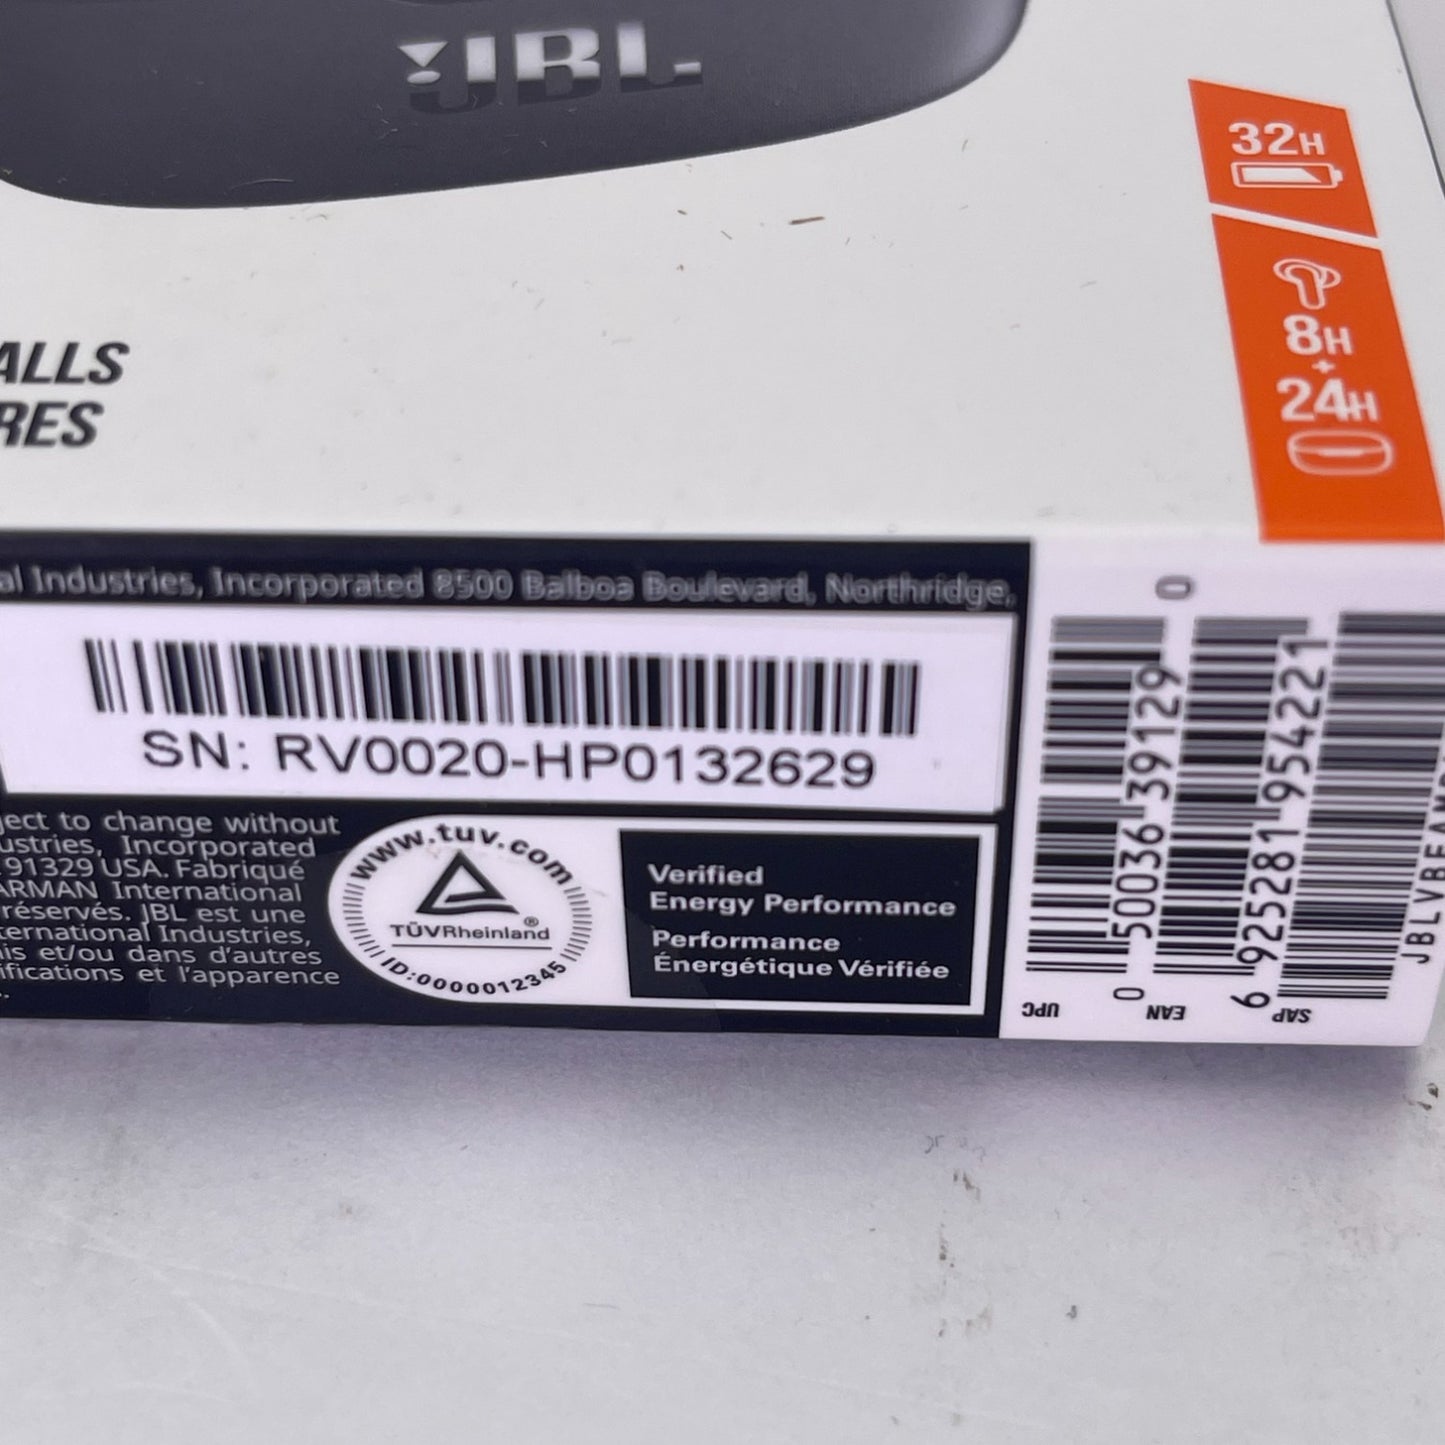 JBL
32H
8H
+
24H
ALLS
RES
al Industries, Incorporated 8500 Balboa Boulevard, Northridge,
SN: RV0020-HP0132629
ject to change without
ustries, Incorporated
91329 USA. Fabriqué
ARMAN International
réservés. JBL est une
ternational Industries,
is et/ou dans d'autres
ifications et l'apparence
www.tuv.com
TÜVRheinland®
ID:0000012345
Verified
Energy Performance
Performance
Énergétique Vérifiée
0 50036 39129 0
UPC
6 925281 954221
EAN
SAP